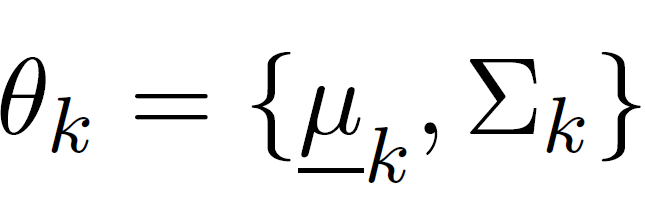 θ_k = {μ̲_k, Σ_k}